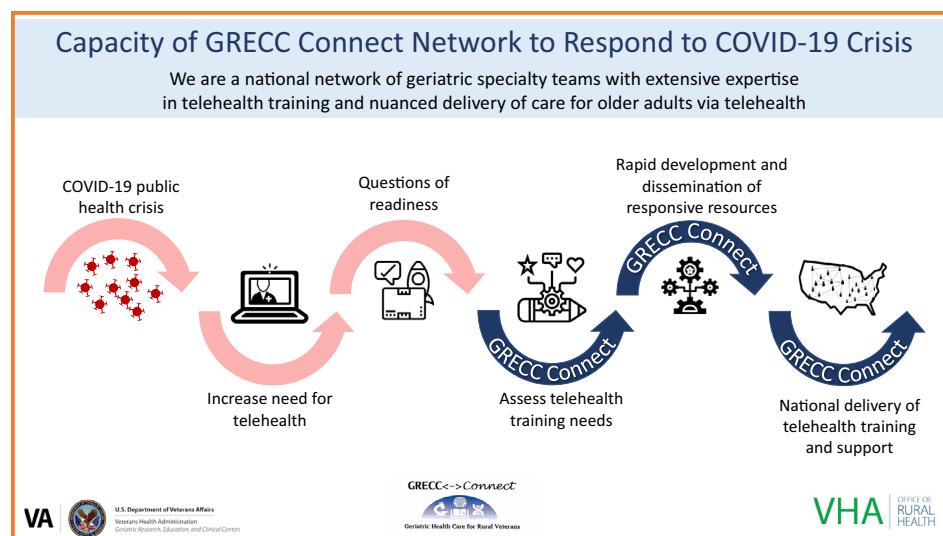 Capacity of GRECC Connect Network to Respond to COVID-19 Crisis
We are a national network of geriatric specialty teams with extensive expertise
in telehealth training and nuanced delivery of care for older adults via telehealth
COVID-19 public
health crisis
Increase need for
telehealth
Questions of
readiness
GRECC Connect
Assess telehealth
training needs
Rapid development and
dissemination of
responsive resources
GRECC Connect
GRECC Connect
National delivery of
telehealth training
and support
VA
U.S. Department of Veterans Affairs
Veterans Health Administration
Geriatric Research, Education, and Clinical Centers
GRECC<->Connect
Geriatric Health Care for Rural Veterans
VHA
OFFICE OF
RURAL
HEALTH